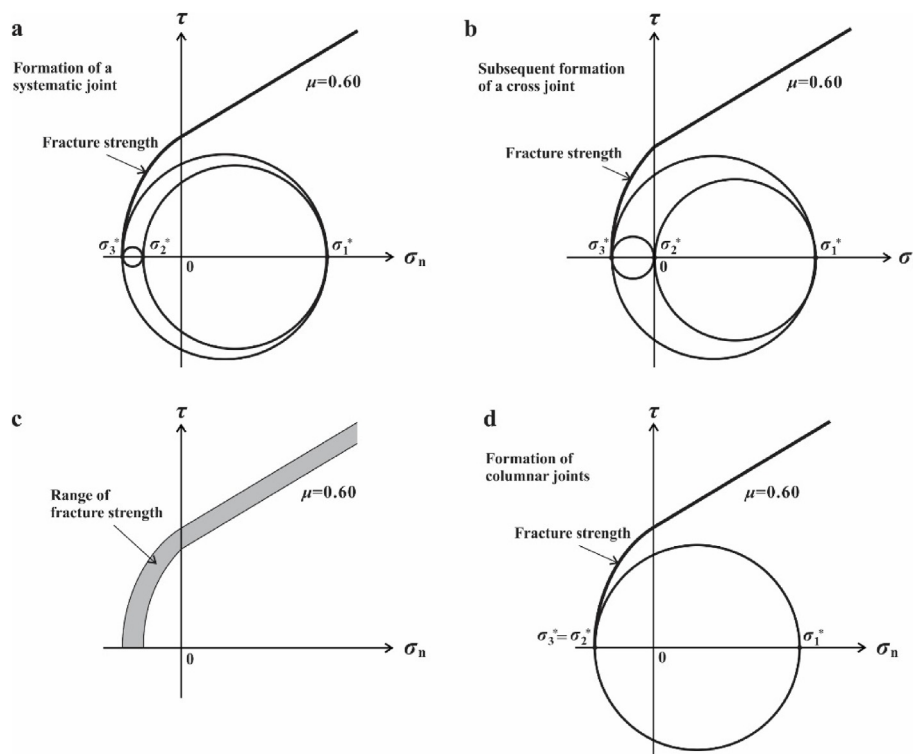 a
τ
Formation of a
systematic joint
μ=0.60
Fracture strength
σ3*
σ2*
σ1*
0
σn
b
τ
Subsequent formation
of a cross joint
μ=0.60
Fracture strength
σ3*
σ2*
σ1*
0
σ
c
τ
Range of
fracture strength
μ=0.60
0
σn
d
τ
Formation of
columnar joints
μ=0.60
Fracture strength
σ3*=σ2*
σ1*
0
σn